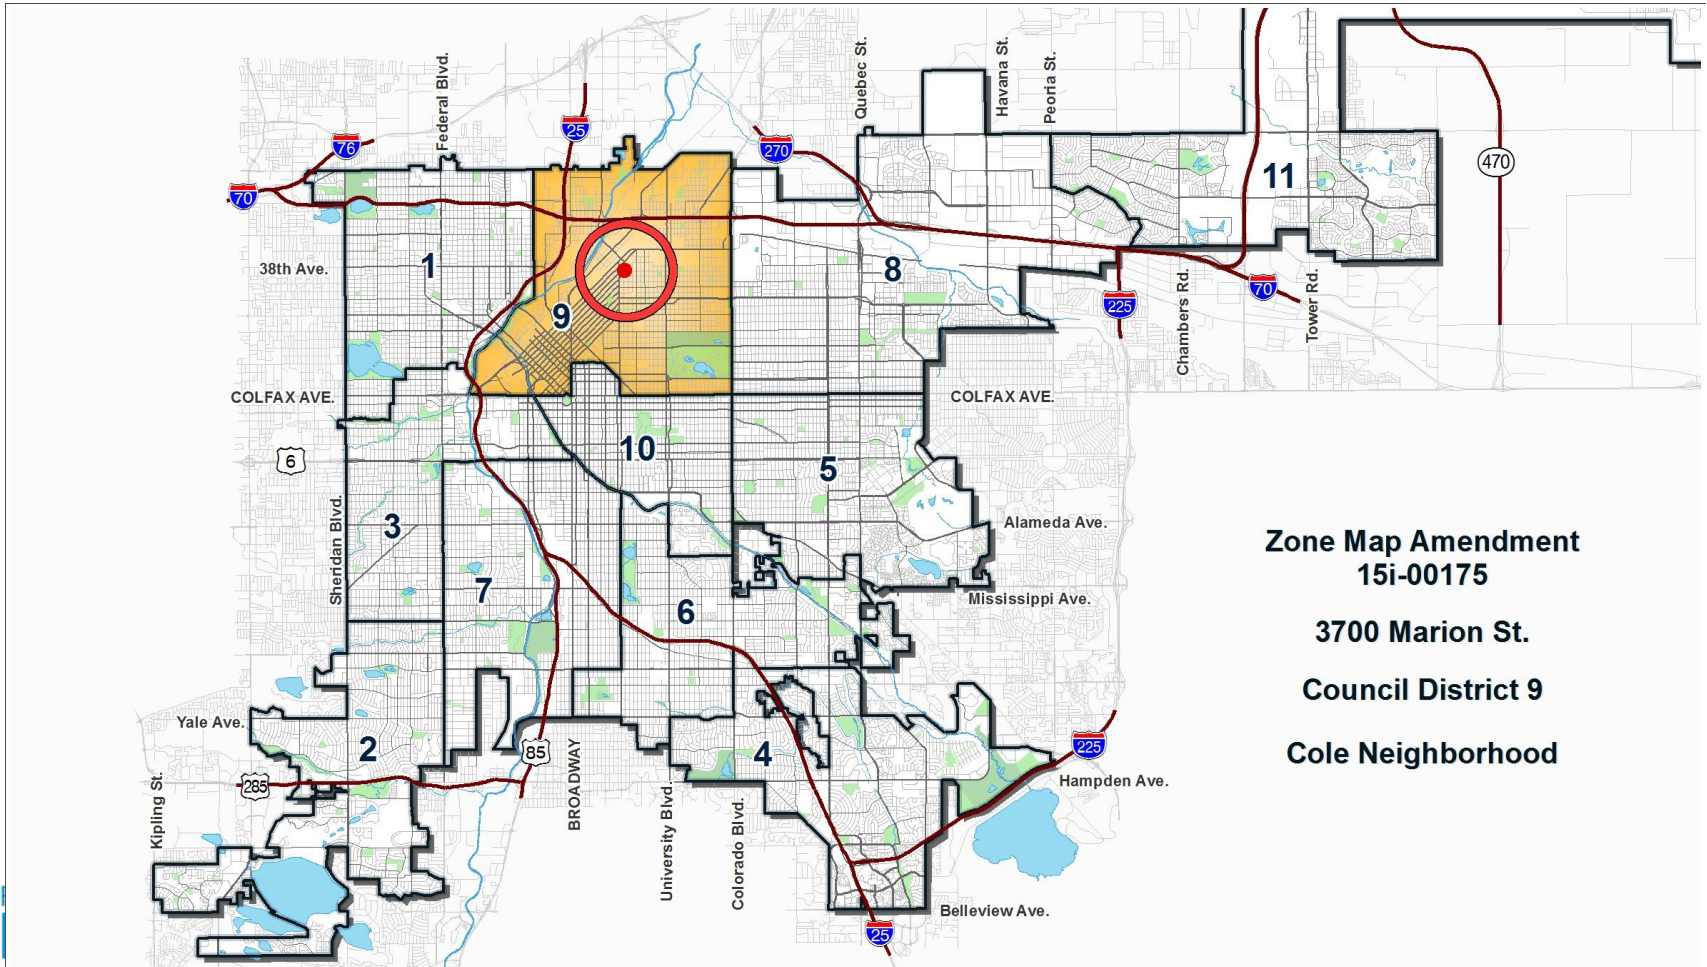 Federal Blvd.
Quebec St.
Havana St.
Peoria St.
76
25
270
70
470
11
1
8
9
38th Ave.
225
Chambers Rd.
70
Tower Rd.
COLFAX AVE.
COLFAX AVE.
6
10
5
3
Sheridan Blvd.
Alameda Ave.
7
6
Mississippi Ave.
Zone Map Amendment
15i-00175
3700 Marion St.
Council District 9
Cole Neighborhood
Yale Ave.
2
85
4
225
285
Hampden Ave.
Kipling St.
BROADWAY
University Blvd.
Colorado Blvd.
Belleview Ave.
25